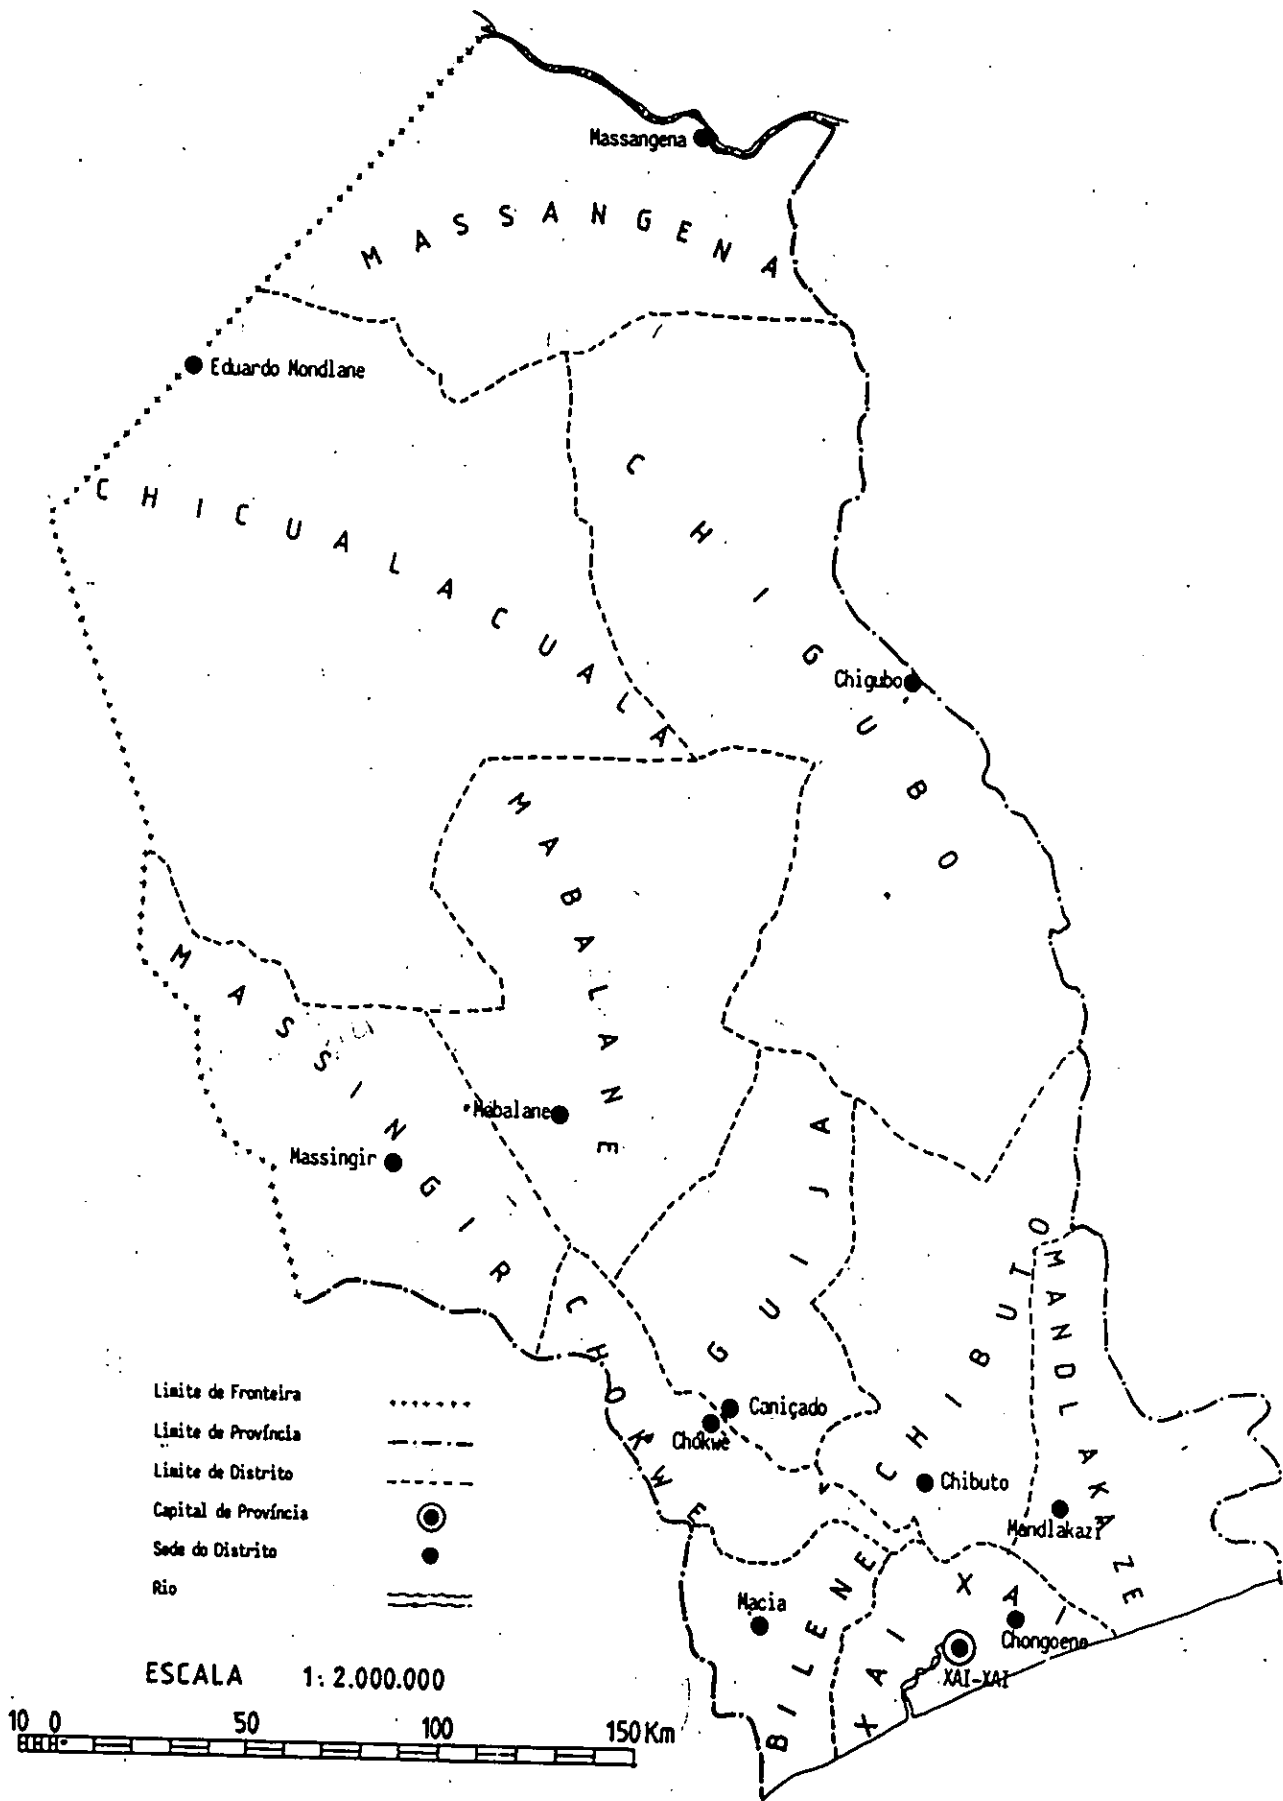 Massangena
MASSANGENA
Eduardo Mondlane
CHICUALACUALA
CHIGUBO
Chigubo
MABALANE
MASSINGIR
Mabalane
Massingir
GUIJA
CHIBUTO
MANDLAKAZE
CHOKWE
Caniçado
Chókwe
Chibuto
Mandlakazi
BILENE
Macia
XAI XAI
Chongoene
XAI-XAI
Limite de Fronteira
Limite de Província
Limite de Distrito
Capital de Província
Sede do Distrito
Rio
ESCALA 1:2.000.000
10 0 50 100 150 Km